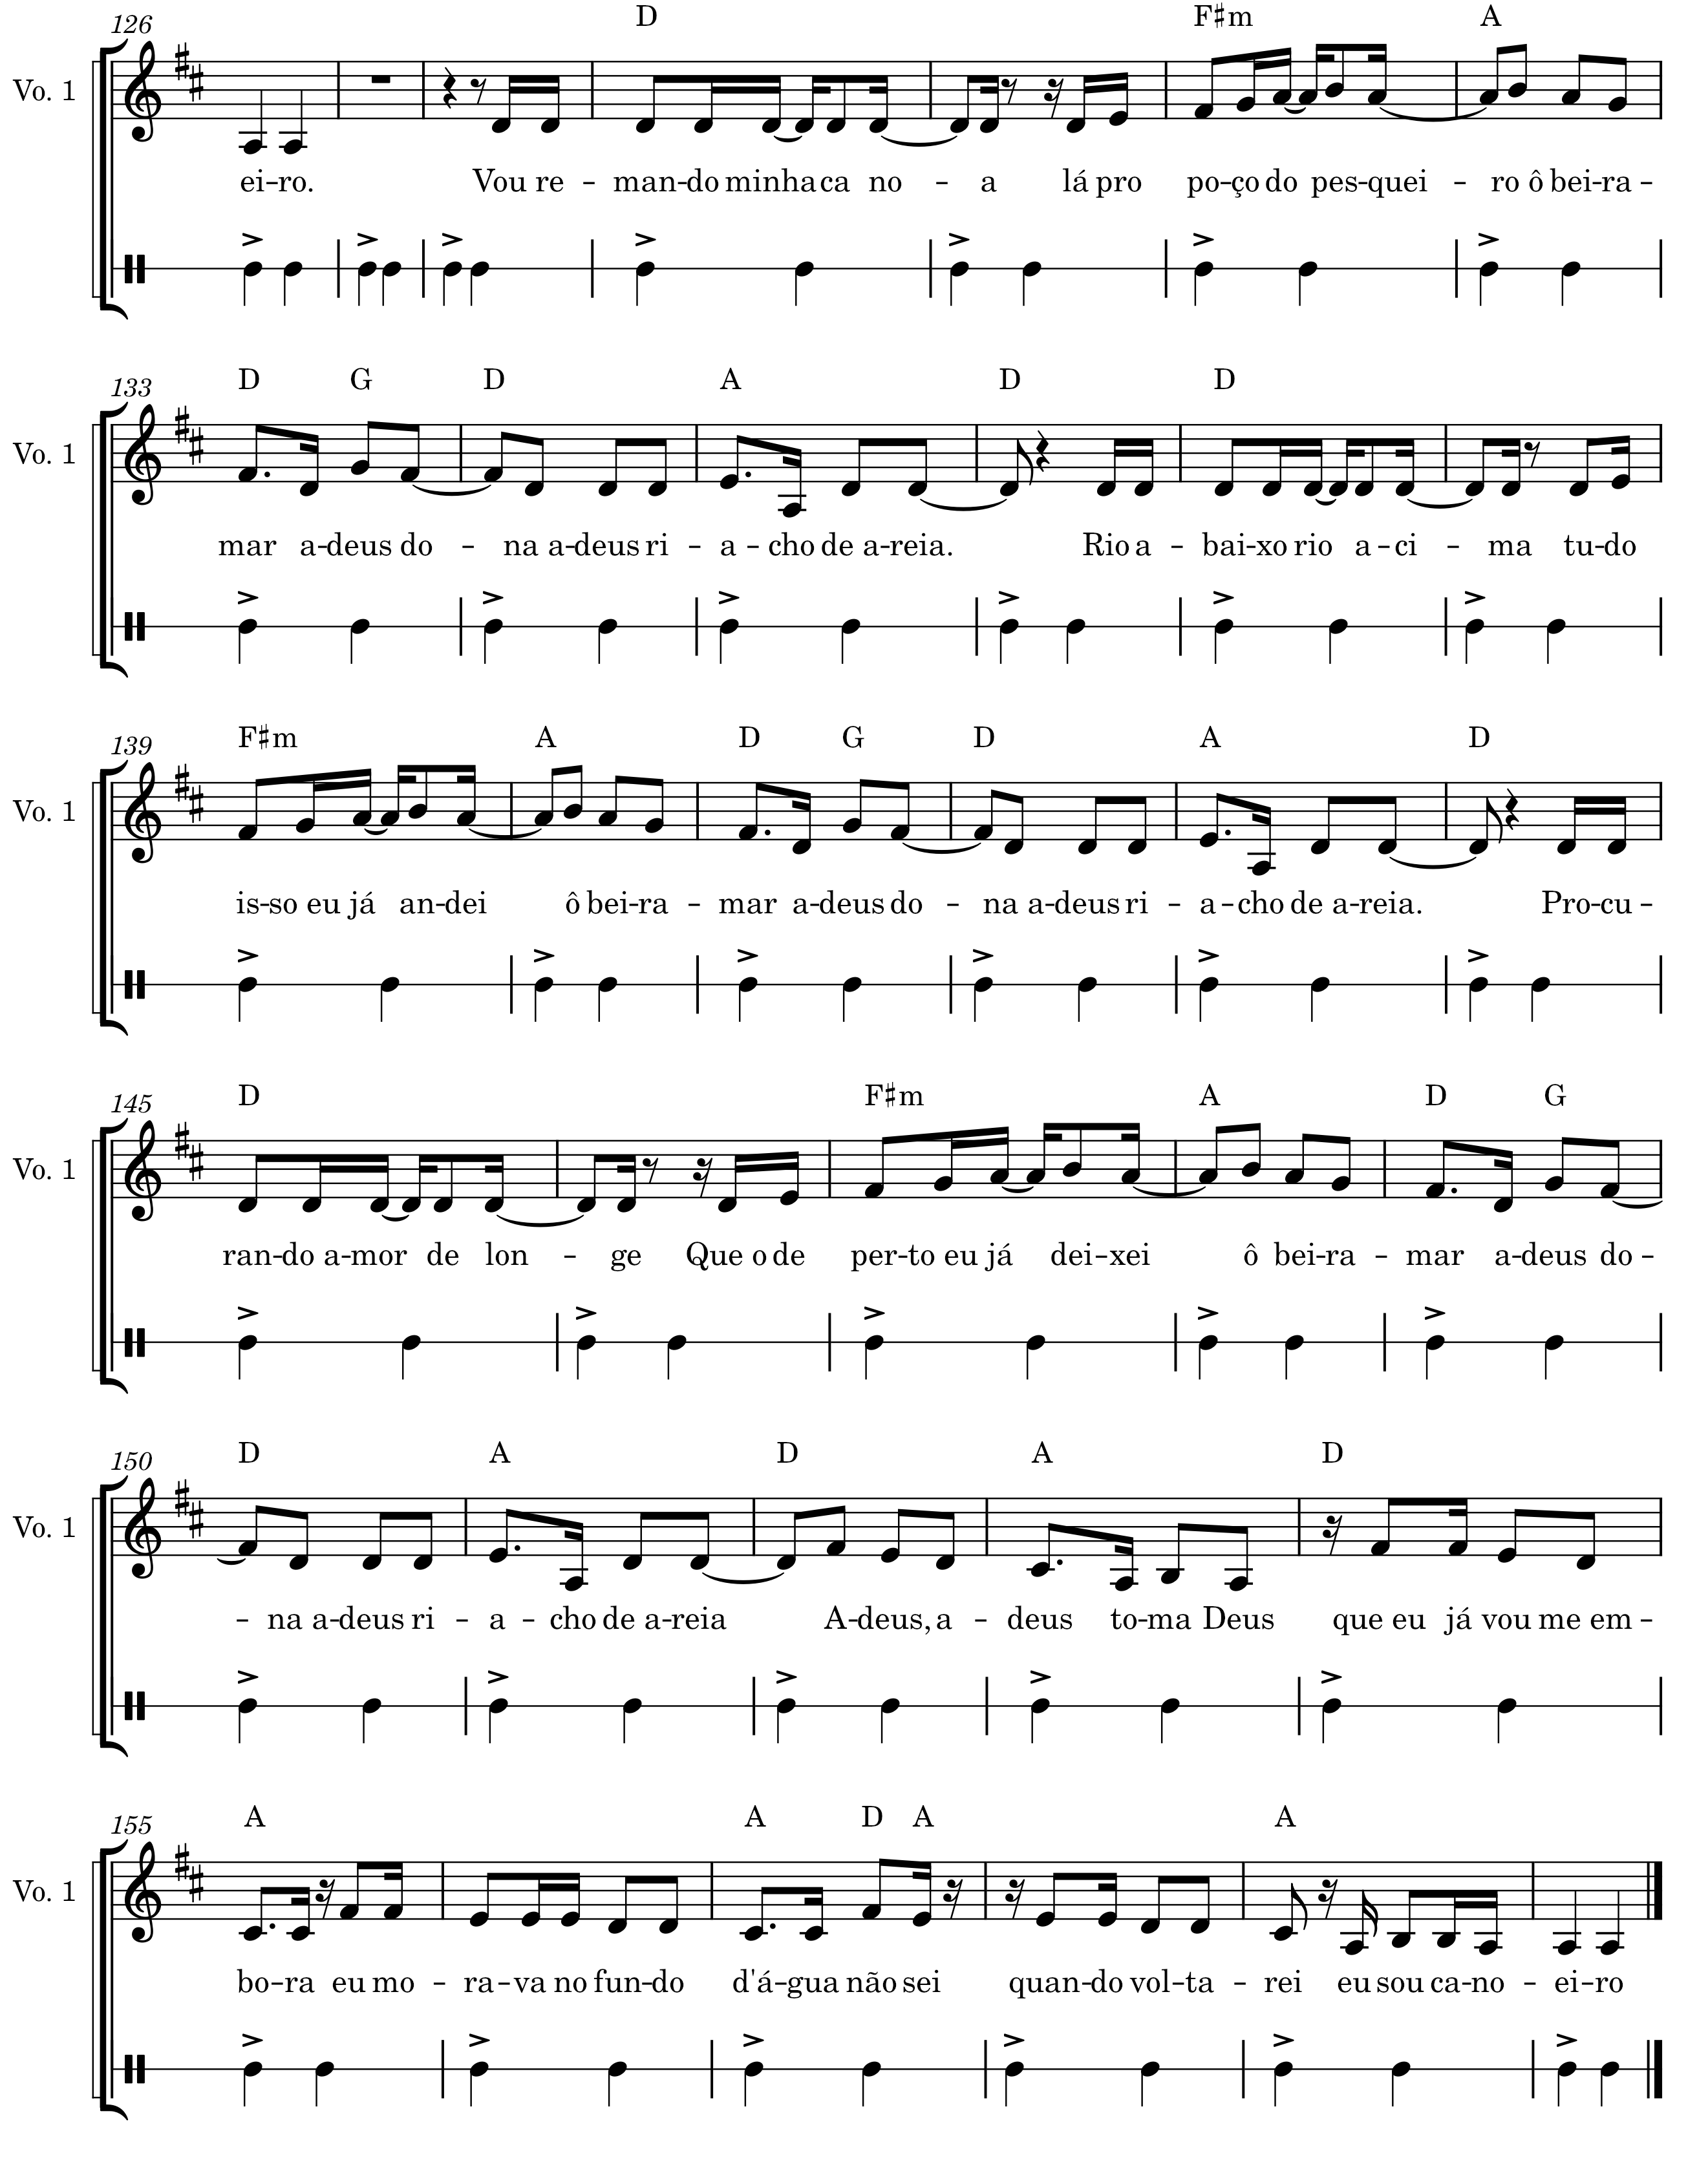 126 D F♯m A
Vo. 1
ei–ro. Vou re – man–do minha ca no – a lá pro po–ço do pes–quei – ro ô bei–ra –
133 D G D A D D
Vo. 1
mar a–deus do – na a–deus ri – a – cho de a–reia. Rio a – bai–xo rio a – ci – ma tu–do
139 F♯m A D G D A D
Vo. 1
is–so eu já an–dei ô bei–ra – mar a–deus do – na a–deus ri – a–cho de a–reia. Pro–cu –
145 D F♯m A D G
Vo. 1
ran–do a–mor de lon – ge Que o de per–to eu já dei–xei ô bei–ra – mar a–deus do –
150 D A D A D
Vo. 1
– na a–deus ri – a – cho de a–reia A–deus, a – deus to–ma Deus que eu já vou me em –
155 A A D A A
Vo. 1
bo–ra eu mo – ra–va no fun–do d'á–gua não sei quan–do vol–ta – rei eu sou ca–no – ei–ro